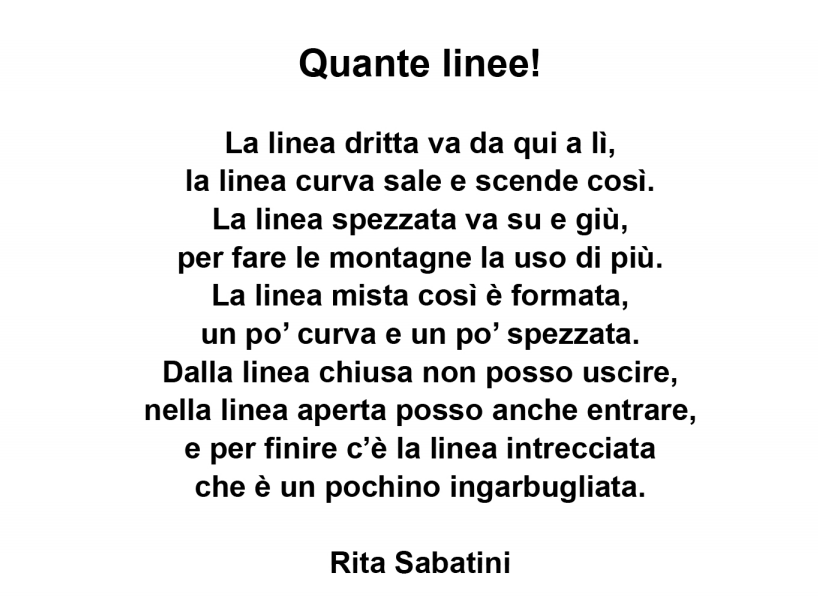 Quante linee!
La linea dritta va da qui a lì,
la linea curva sale e scende così.
La linea spezzata va su e giù,
per fare le montagne la uso di più.
La linea mista così è formata,
un po’ curva e un po’ spezzata.
Dalla linea chiusa non posso uscire,
nella linea aperta posso anche entrare,
e per finire c’è la linea intrecciata
che è un pochino ingarbugliata.
Rita Sabatini